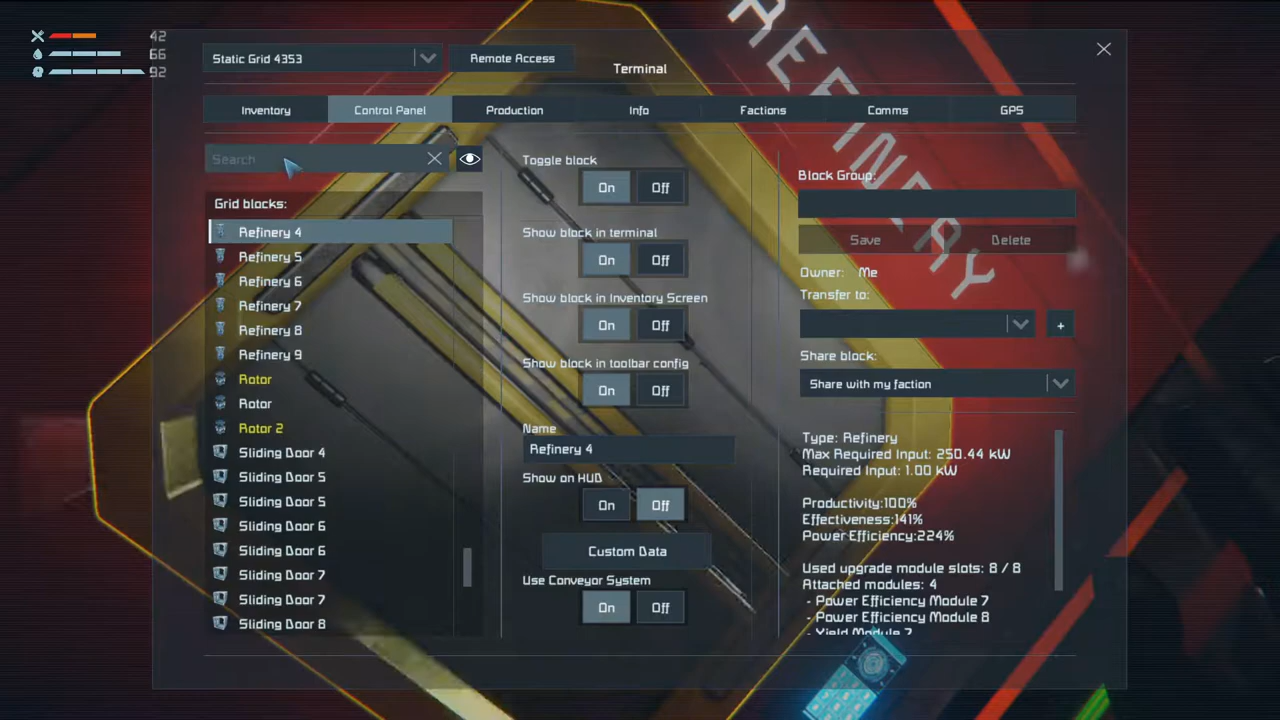 42
66
92
REFINERY
Static Grid 4353
Remote Access
Terminal
Inventory
Control Panel
Production
Info
Factions
Comms
GPS
Search
Grid blocks:
Refinery 4
Refinery 5
Refinery 6
Refinery 7
Refinery 8
Refinery 9
Rotor
Rotor
Rotor 2
Sliding Door 4
Sliding Door 5
Sliding Door 5
Sliding Door 6
Sliding Door 6
Sliding Door 7
Sliding Door 7
Sliding Door 8
Toggle block
On Off
Show block in terminal
On Off
Show block in Inventory Screen
On Off
Show block in toolbar config
On Off
Name
Refinery 4
Show on HUD
On Off
Custom Data
Use Conveyor System
On Off
Block Group:
Save Delete
Owner: Me
Transfer to:
+
Share block:
Share with my faction
Type: Refinery
Max Required Input: 250.44 kW
Required Input: 1.00 kW
Productivity:100%
Effectiveness:141%
Power Efficiency:224%
Used upgrade module slots: 8 / 8
Attached modules: 4
- Power Efficiency Module 7
- Power Efficiency Module 8
- Yield Module 7